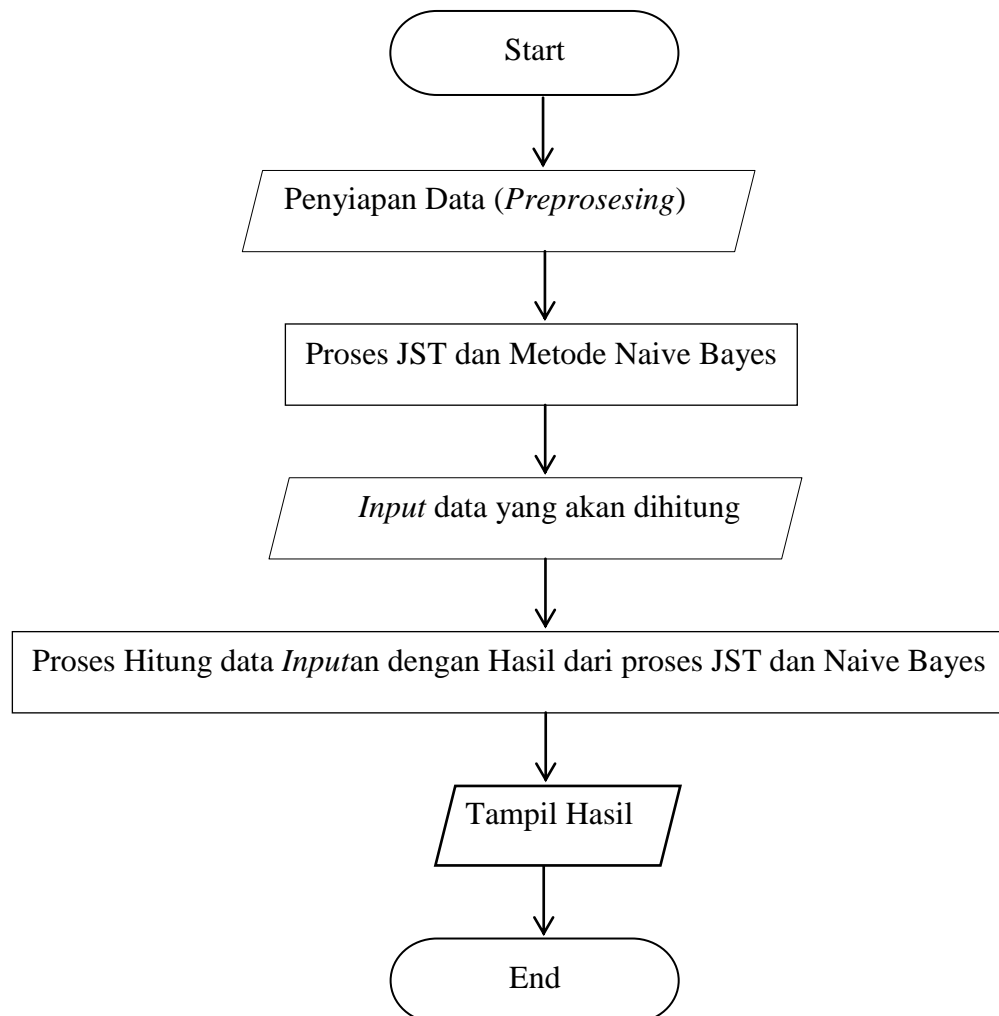 Start
Penyiapan Data (Preprosesing)
Proses JST dan Metode Naive Bayes
Input data yang akan dihitung
Proses Hitung data Inputan dengan Hasil dari proses JST dan Naive Bayes
Tampil Hasil
End